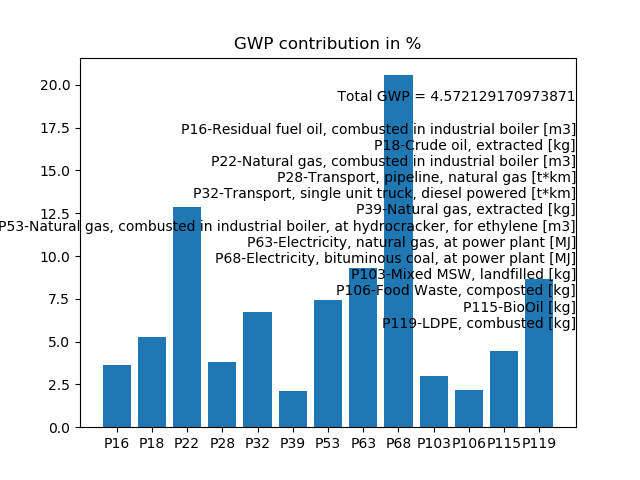 GWP contribution in %
20.0
17.5
15.0
12.5
10.0
7.5
5.0
2.5
0.0
Total GWP = 4.572129170973871
P16-Residual fuel oil, combusted in industrial boiler [m3]
P18-Crude oil, extracted [kg]
P22-Natural gas, combusted in industrial boiler [m3]
P28-Transport, pipeline, natural gas [t*km]
P32-Transport, single unit truck, diesel powered [t*km]
P39-Natural gas, extracted [kg]
P53-Natural gas, combusted in industrial boiler, at hydrocracker, for ethylene [m3]
P63-Electricity, natural gas, at power plant [MJ]
P68-Electricity, bituminous coal, at power plant [MJ]
P103-Mixed MSW, landfilled [kg]
P106-Food Waste, composted [kg]
P115-BioOil [kg]
P119-LDPE, combusted [kg]
P16 P18 P22 P28 P32 P39 P53 P63 P68 P103 P106 P115 P119